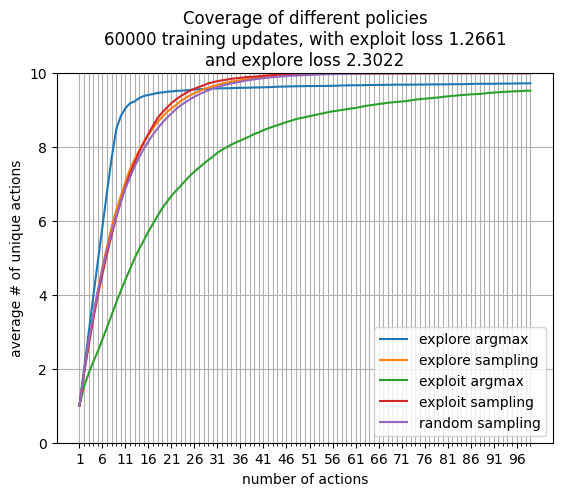 Coverage of different policies
60000 training updates, with exploit loss 1.2661
and explore loss 2.3022
average # of unique actions
10
8
6
4
2
0
explore argmax
explore sampling
exploit argmax
exploit sampling
random sampling
1 6 11 16 21 26 31 36 41 46 51 56 61 66 71 76 81 86 91 96
number of actions